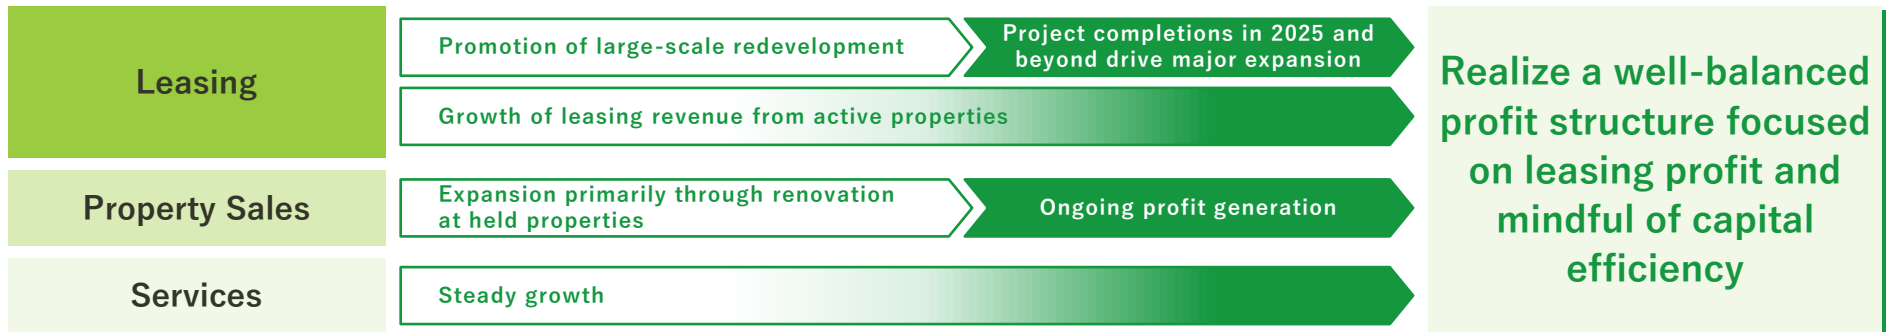 Leasing
Promotion of large-scale redevelopment
Project completions in 2025 and
beyond drive major expansion
Growth of leasing revenue from active properties
Property Sales
Expansion primarily through renovation
at held properties
Ongoing profit generation
Services
Steady growth
Realize a well-balanced
profit structure focused
on leasing profit and
mindful of capital
efficiency